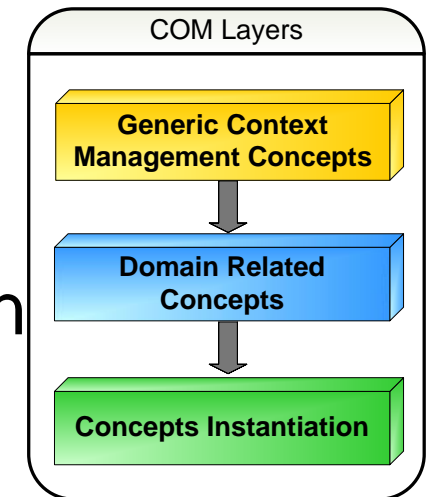 COM Layers
Generic Context
Management Concepts
Domain Related
Concepts
n
Concepts Instantiation